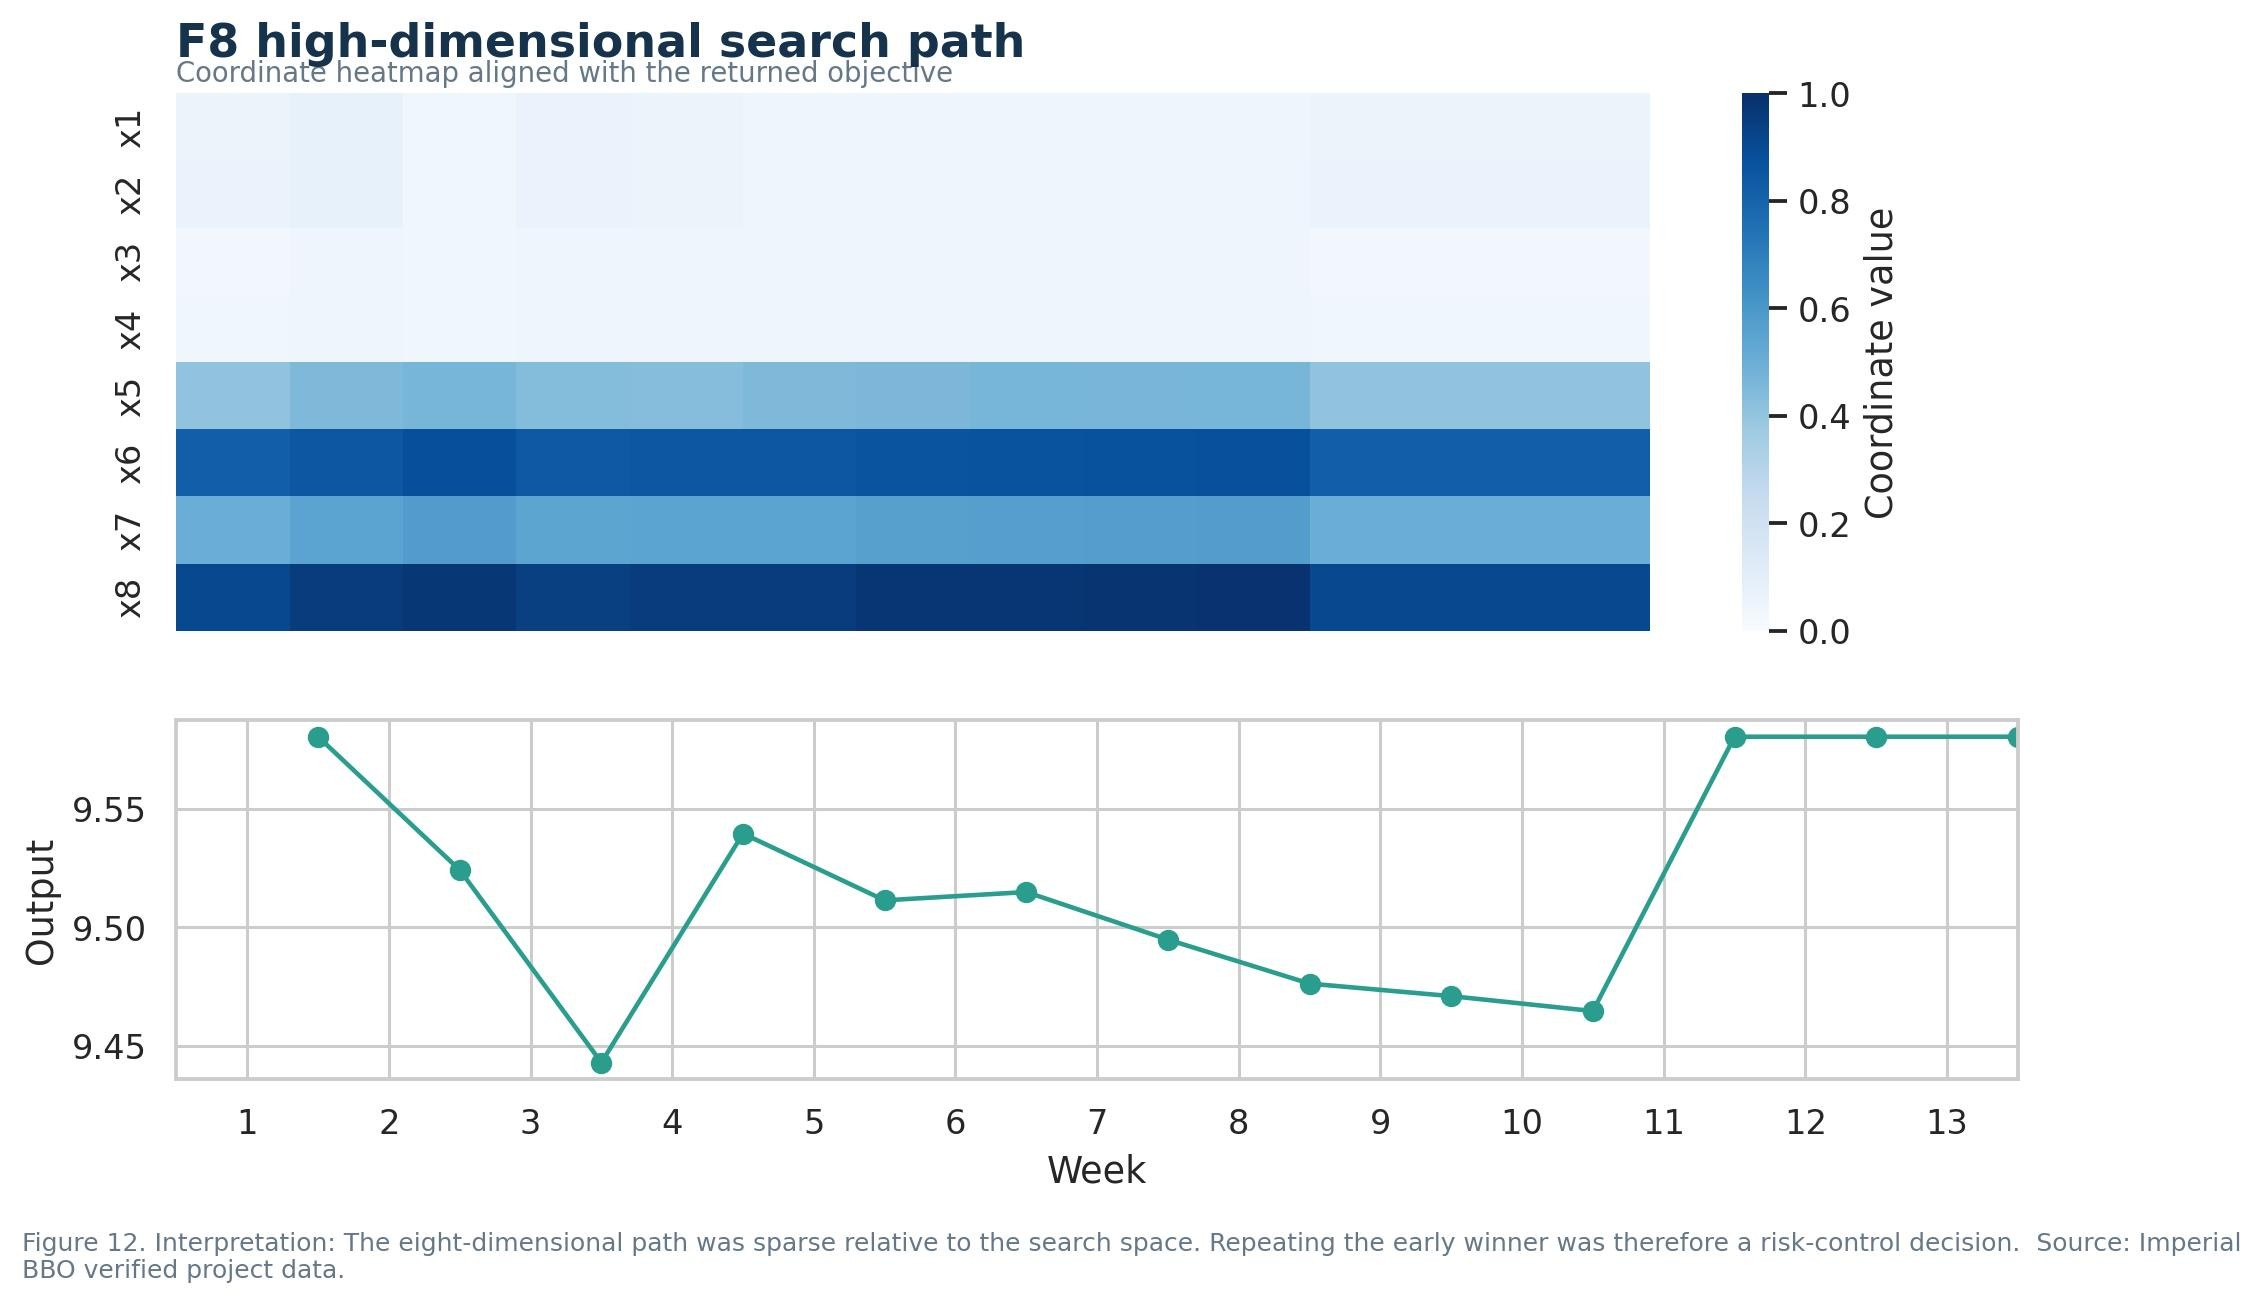 F8 high-dimensional search path
Coordinate heatmap aligned with the returned objective
x1
x2
x3
x4
x5
x6
x7
x8
1.0
0.8
0.6
0.4
0.2
0.0
Coordinate value
9.55
9.50
9.45
Output
1 2 3 4 5 6 7 8 9 10 11 12 13
Week
Figure 12. Interpretation: The eight-dimensional path was sparse relative to the search space. Repeating the early winner was therefore a risk-control decision.  Source: Imperial
BBO verified project data.